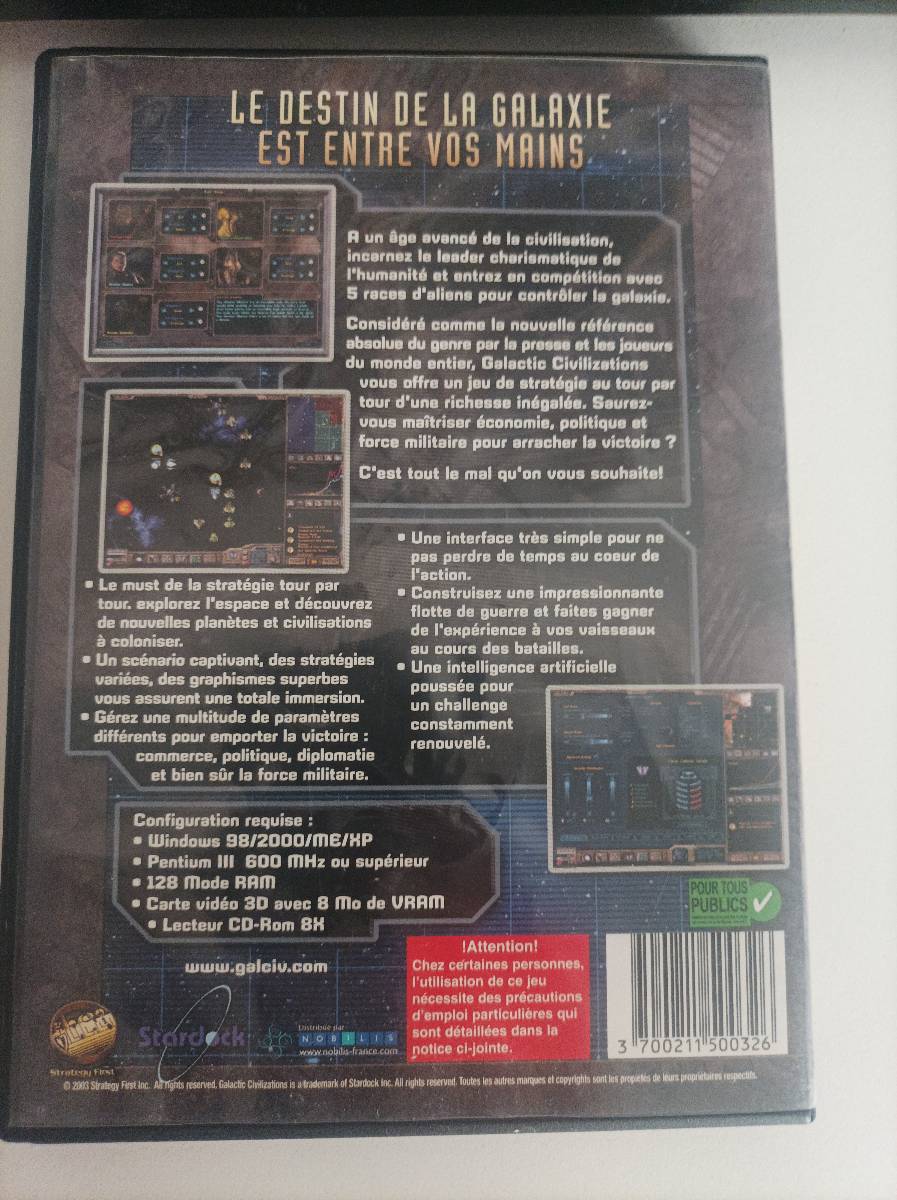 LE DESTIN DE LA GALAXIE
EST ENTRE VOS MAINS
A un âge avancé de la civilisation,
incarnez le leader charismatique de
l'humanité et entrez en compétition avec
5 races d'aliens pour contrôler la galaxie.
Considéré comme la nouvelle référence
absolue du genre par la presse et les joueurs
du monde entier, Galactic Civilizations
vous offre un jeu de stratégie au tour par
tour d'une richesse inégalée. Saurez-
vous maîtriser économie, politique et
force militaire pour arracher la victoire ?
C'est tout le mal qu'on vous souhaite!
• Le must de la stratégie tour par
tour. explorez l'espace et découvrez
de nouvelles planètes et civilisations
à coloniser.
• Un scénario captivant, des stratégies
variées, des graphismes superbes
vous assurent une totale immersion.
• Gérez une multitude de paramètres
différents pour emporter la victoire :
commerce, politique, diplomatie
et bien sûr la force militaire.
• Une interface très simple pour ne
pas perdre de temps au coeur de
l'action.
• Construisez une impressionnante
flotte de guerre et faites gagner
de l'expérience à vos vaisseaux
au cours des batailles.
• Une intelligence artificielle
poussée pour
un challenge
constamment
renouvelé.
Configuration requise :
• Windows 98/2000/ME/XP
• Pentium III 600 MHz ou supérieur
• 128 Mode RAM
• Carte vidéo 3D avec 8 Mo de VRAM
• Lecteur CD-Rom 8X
www.galciv.com
POUR TOUS
PUBLICS
!Attention!
Chez certaines personnes,
l'utilisation de ce jeu
nécessite des précautions
d'emploi particulières qui
sont détaillées dans la
notice ci-jointe.
3 700211 500326
Strategy First
Stardock
Distribué par
NOBILIS
www.nobilis-france.com
© 2003 Strategy First Inc. All rights reserved. Galactic Civilizations is a trademark of Stardock Inc. All rights reserved. Toutes les autres marques et copyrights sont les propriétés de leurs propriétaires respectifs.